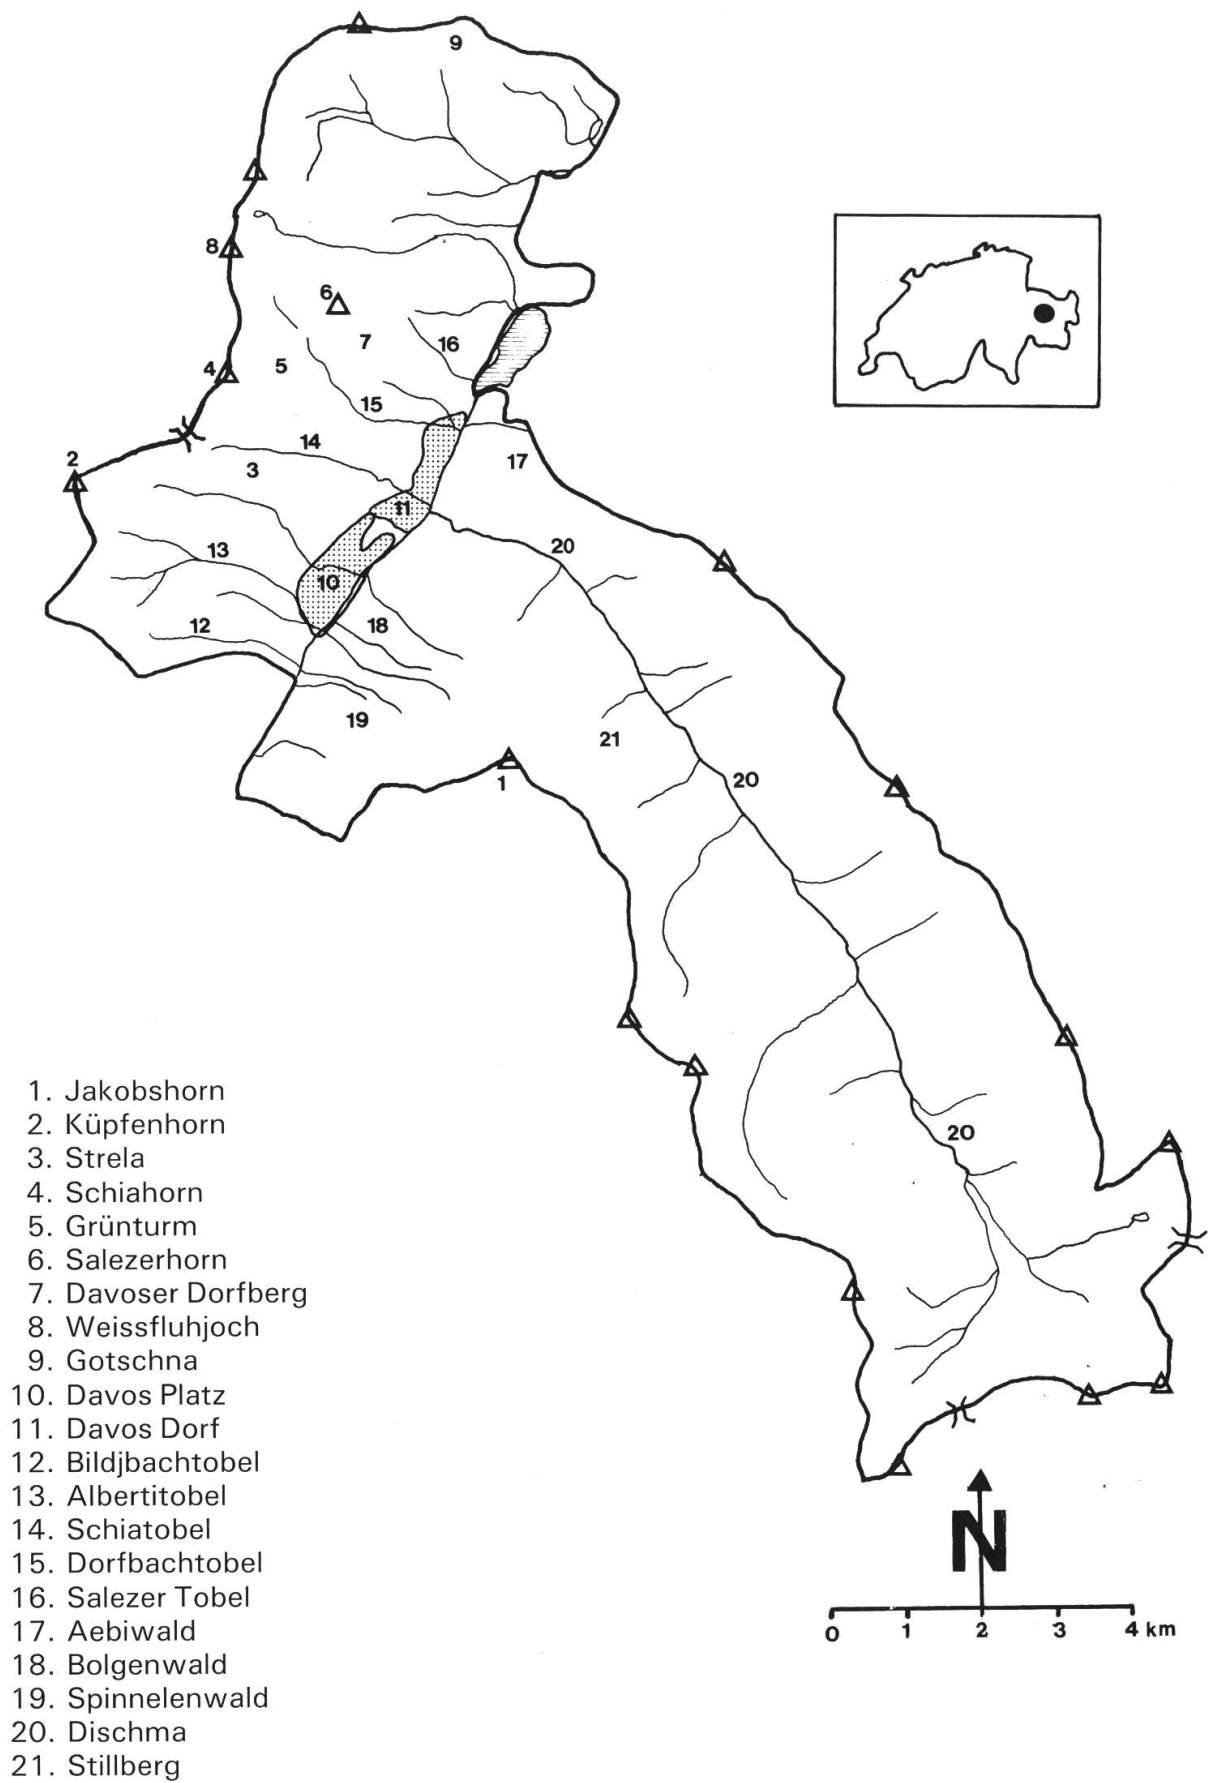 9
8
6
7
16
4
5
15
14
2
3
17
11
20
13
10
12
18
19
21
20
1
20
1. Jakobshorn
2. Küpfenhorn
3. Strela
4. Schiahorn
5. Grünturm
6. Salezerhorn
7. Davoser Dorfberg
8. Weissfluhjoch
9. Gotschna
10. Davos Platz
11. Davos Dorf
12. Bildjbachtobel
13. Albertitobel
14. Schiatobel
15. Dorfbachtobel
16. Salezer Tobel
17. Aebiwald
18. Bolgenwald
19. Spinnelenwald
20. Dischma
21. Stillberg
N
0 1 2 3 4 km